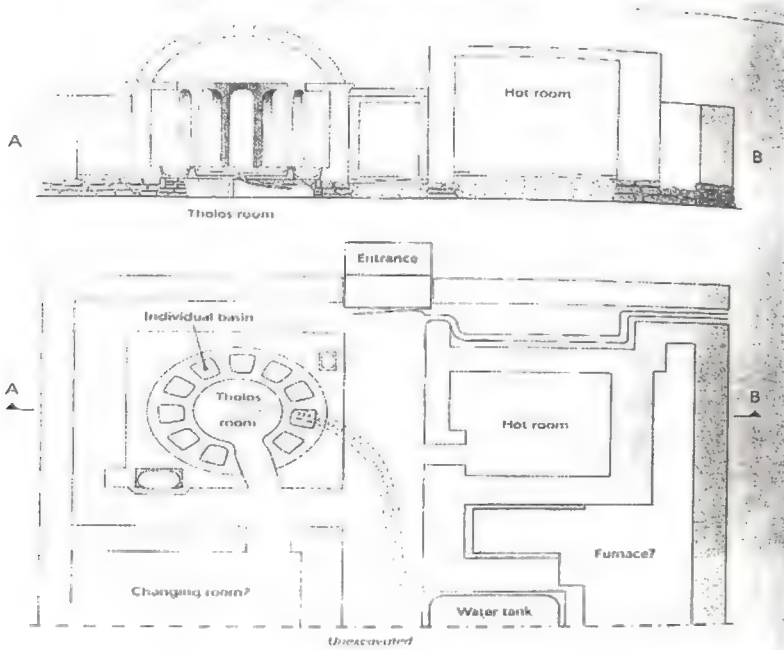 Hot room
A
B
Tholos room
Entrance
Individual basin
A
Tholos
room
B
Hot room
Furnace?
Changing room?
Water tank
Unexcavated